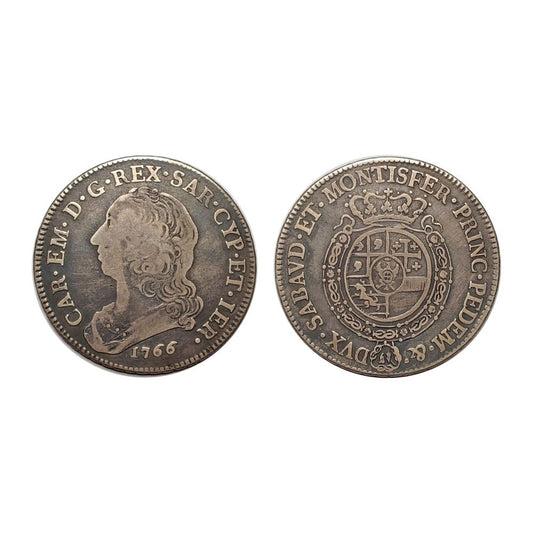 CAR·EM·D·G·REX·SAR·CYP·ET·IER·
1766
DVX·SABAVD·ET·MONTISFER·PRINC·PEDEM·&·